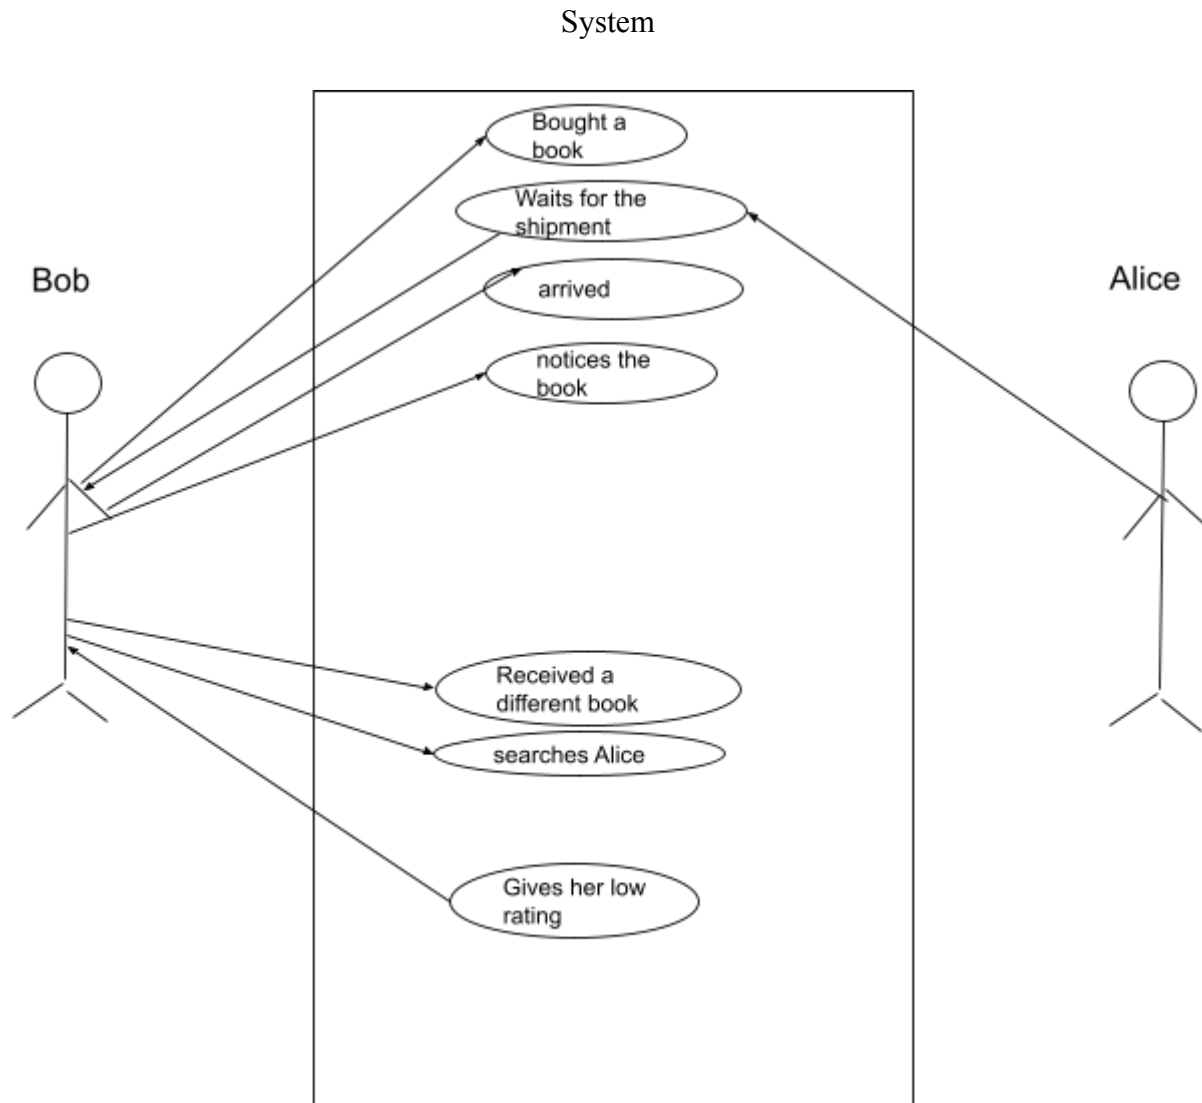 System
Bought a
book
Waits for the
shipment
Bob
Alice
arrived
notices the
book
Received a
different book
searches Alice
Gives her low
rating